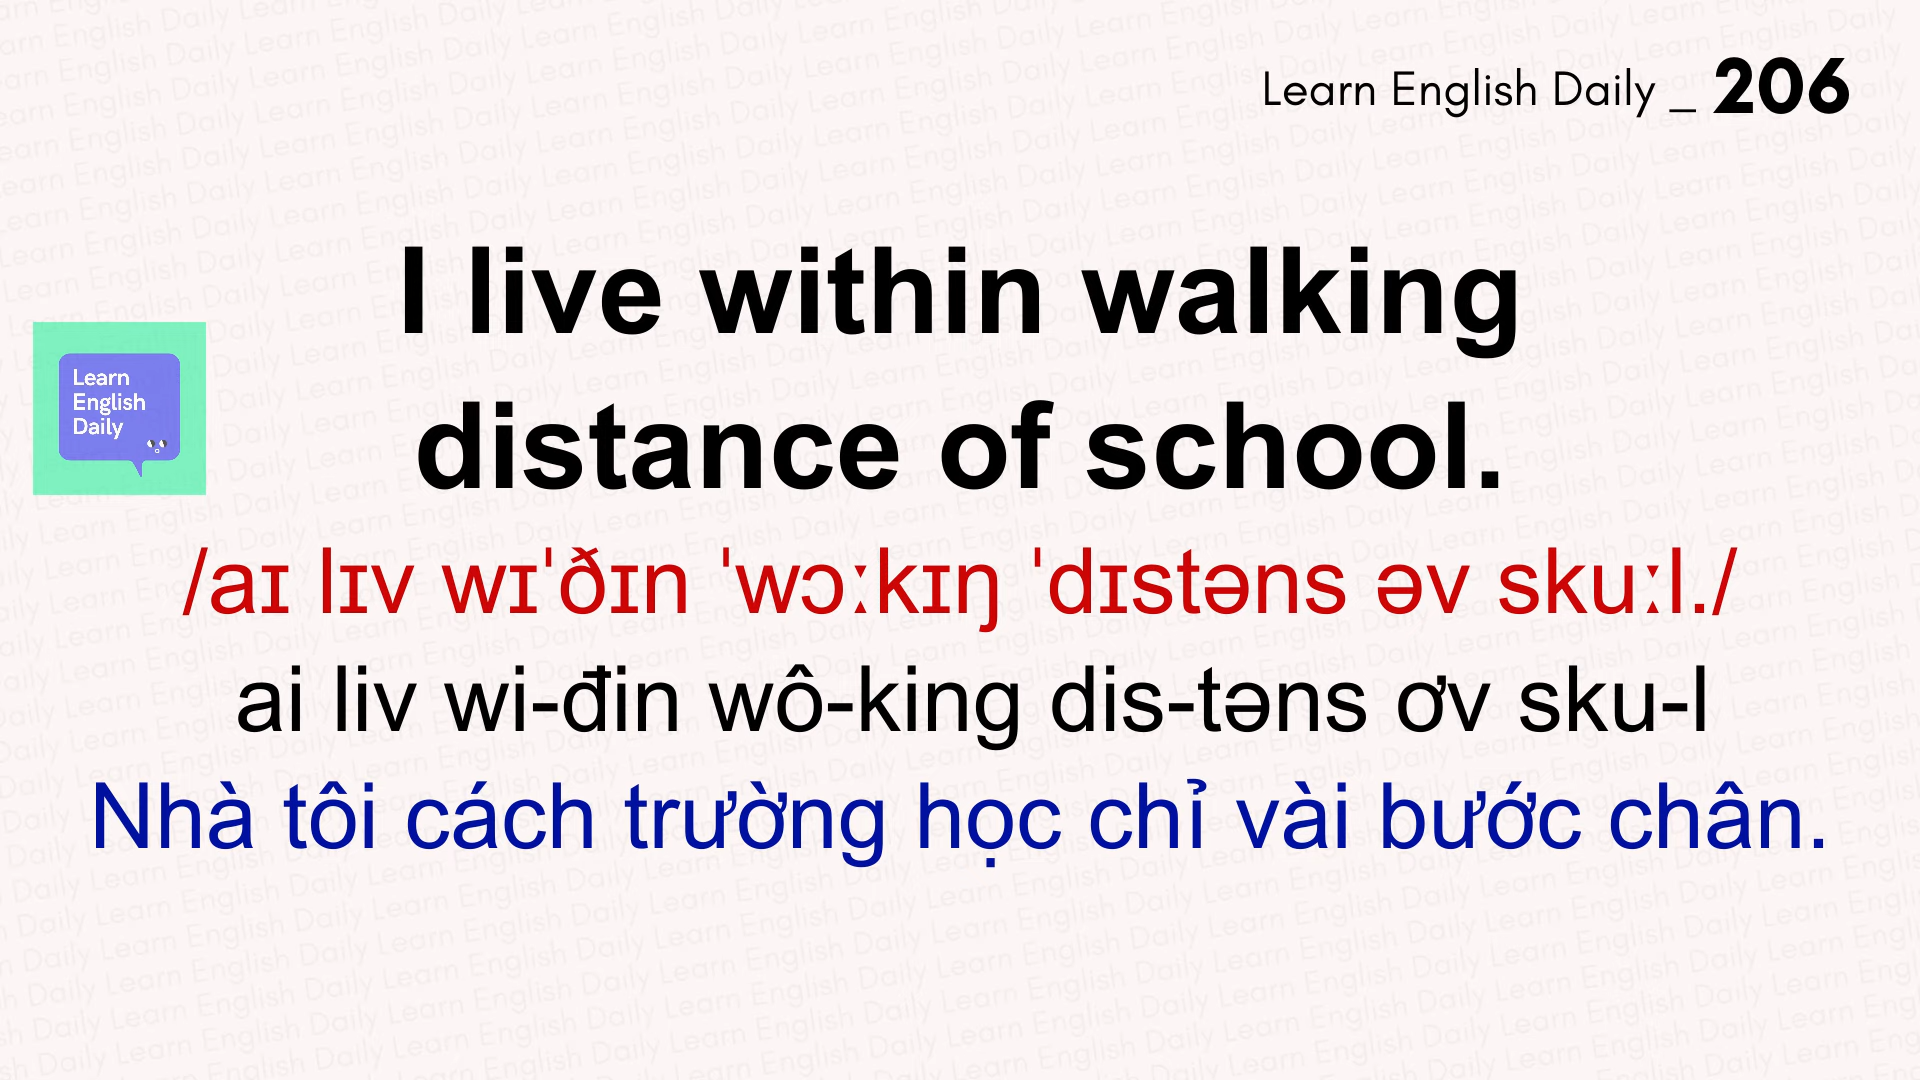 Learn English Daily _ 206
I live within walking
distance of school.
Learn
English
Daily
/aɪ lɪv wɪˈðɪn ˈwɔːkɪŋ ˈdɪstəns əv skuːl./
ai liv wi-đin wô-king dis-təns ơv sku-l
Nhà tôi cách trường học chỉ vài bước chân.